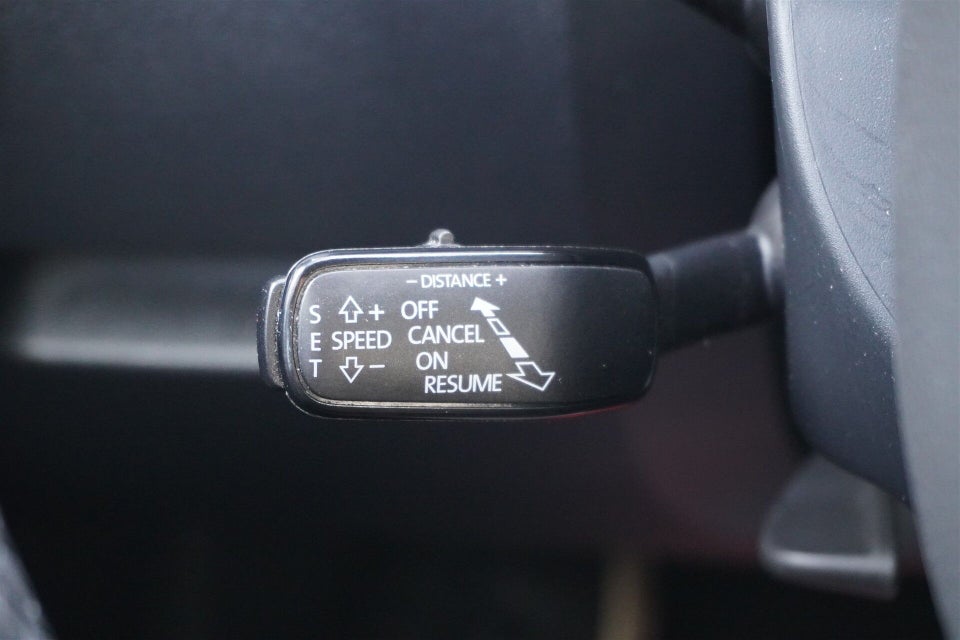 - DISTANCE +
S + OFF
E SPEED CANCEL
T - ON
RESUME